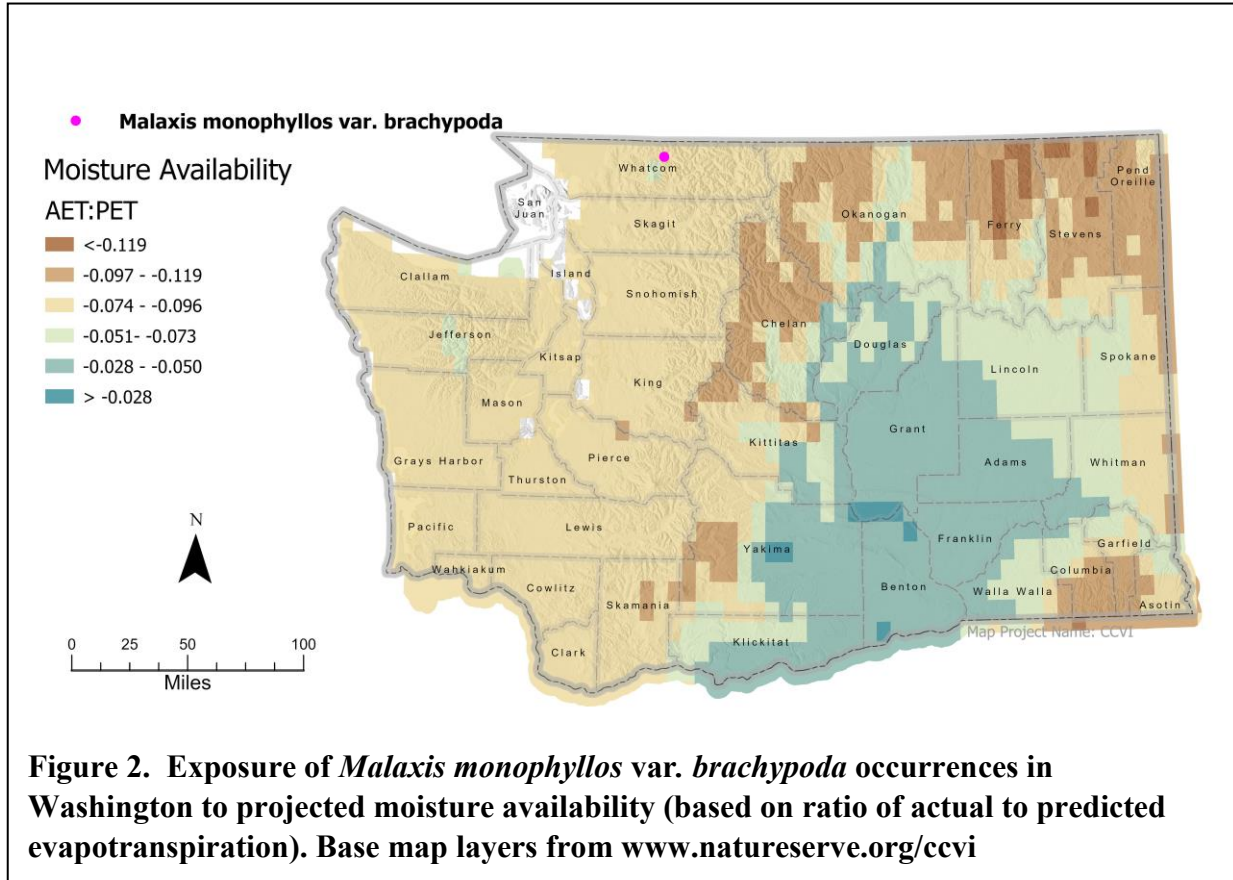 Malaxis monophyllos var. brachypoda
Moisture Availability
AET:PET
<-0.119
-0.097 - -0.119
-0.074 - -0.096
-0.051- -0.073
-0.028 - -0.050
> -0.028
N
0 25 50 100
Miles
Whatcom
Pend
Oreille
San
Juan
Skagit
Okanogan
Ferry
Stevens
Island
Clallam
Snohomish
Chelan
Jefferson
Kitsap
Douglas
Lincoln
Spokane
King
Mason
Grant
Kittitas
Grays Harbor
Pierce
Adams
Whitman
Thurston
Pacific
Lewis
Yakima
Franklin
Garfield
Wahkiakum
Columbia
Cowlitz
Skamania
Benton
Walla Walla
Asotin
Klickitat
Clark
Map Project Name: CCVI
Figure 2. Exposure of Malaxis monophyllos var. brachypoda occurrences in
Washington to projected moisture availability (based on ratio of actual to predicted
evapotranspiration). Base map layers from www.natureserve.org/ccvi